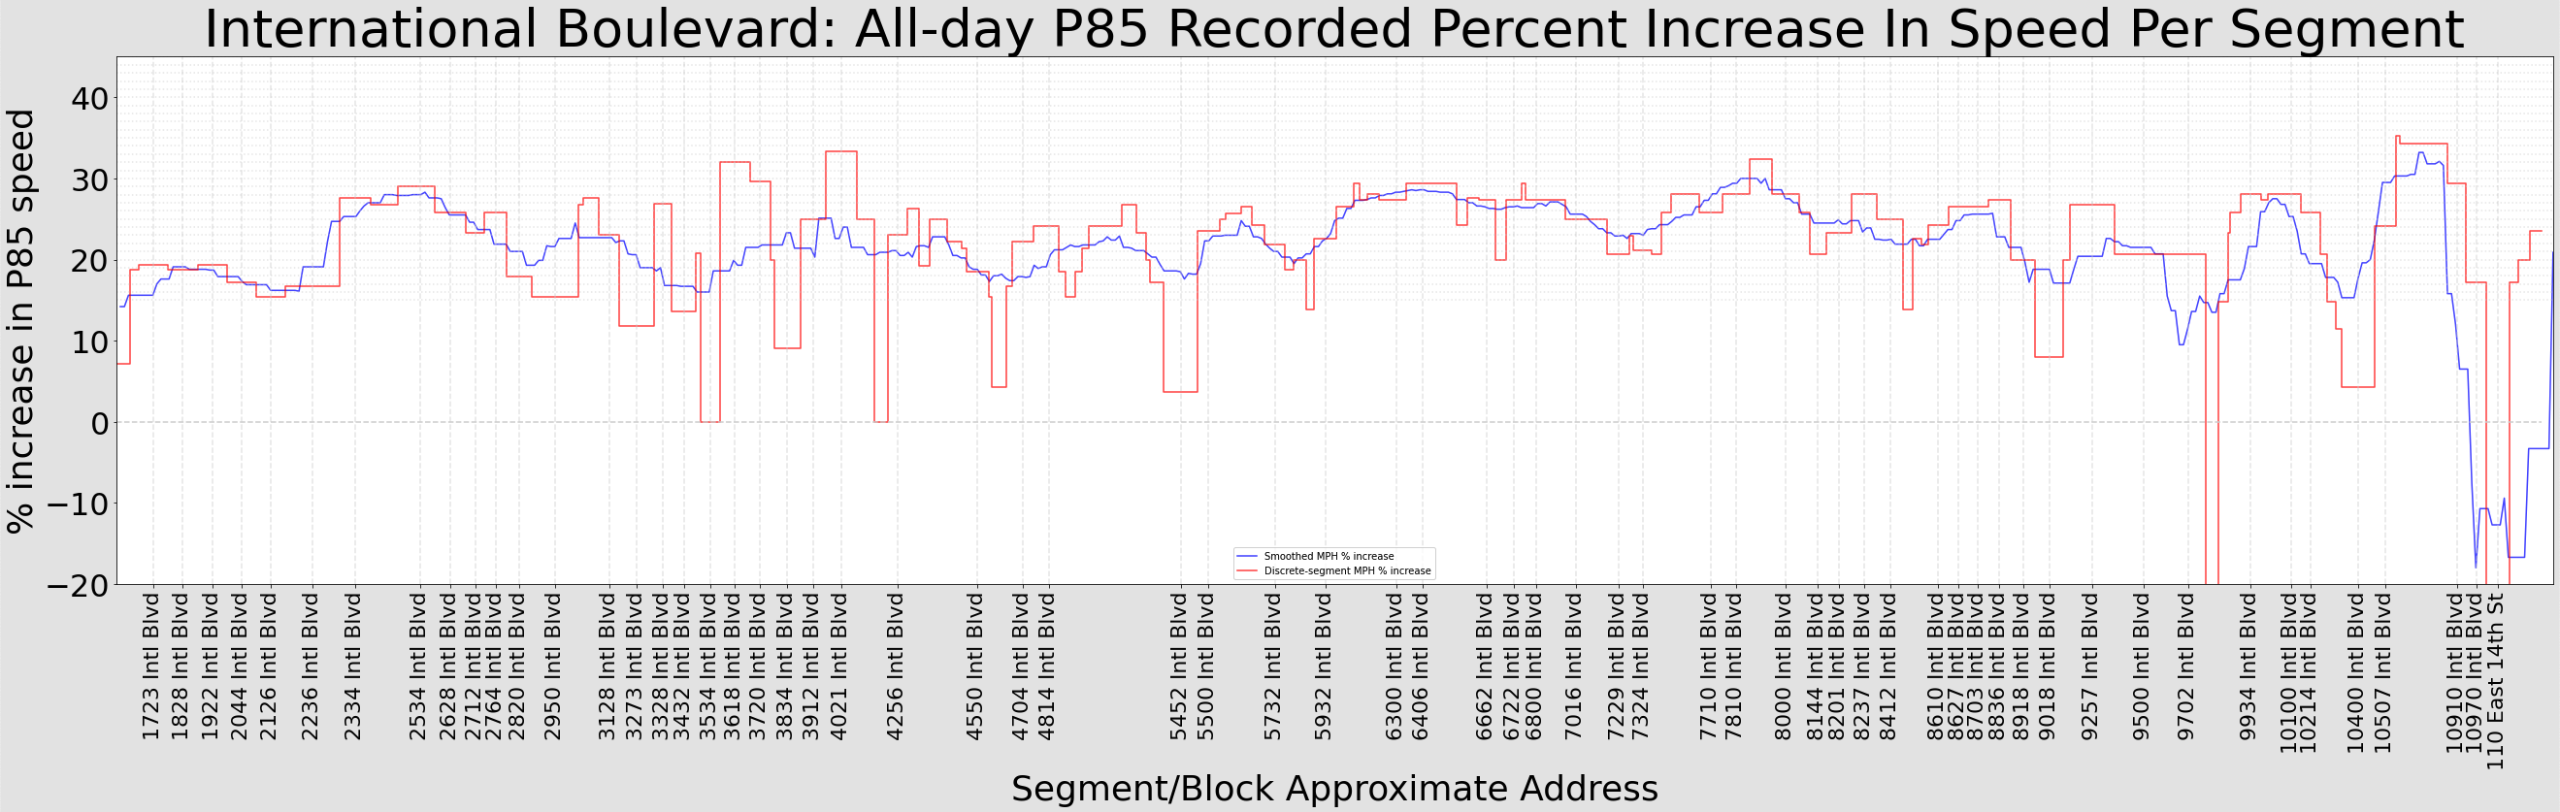 International Boulevard: All-day P85 Recorded Percent Increase In Speed Per Segment
% increase in P85 speed
40
30
20
10
0
−10
−20
Smoothed MPH % increase
Discrete-segment MPH % increase
1723 Intl Blvd
1828 Intl Blvd
1922 Intl Blvd
2044 Intl Blvd
2126 Intl Blvd
2236 Intl Blvd
2334 Intl Blvd
2534 Intl Blvd
2628 Intl Blvd
2712 Intl Blvd
2764 Intl Blvd
2820 Intl Blvd
2950 Intl Blvd
3128 Intl Blvd
3273 Intl Blvd
3328 Intl Blvd
3432 Intl Blvd
3534 Intl Blvd
3618 Intl Blvd
3720 Intl Blvd
3834 Intl Blvd
3912 Intl Blvd
4021 Intl Blvd
4256 Intl Blvd
4550 Intl Blvd
4704 Intl Blvd
4814 Intl Blvd
5452 Intl Blvd
5500 Intl Blvd
5732 Intl Blvd
5932 Intl Blvd
6300 Intl Blvd
6406 Intl Blvd
6662 Intl Blvd
6722 Intl Blvd
6800 Intl Blvd
7016 Intl Blvd
7229 Intl Blvd
7324 Intl Blvd
7710 Intl Blvd
7810 Intl Blvd
8000 Intl Blvd
8144 Intl Blvd
8201 Intl Blvd
8237 Intl Blvd
8412 Intl Blvd
8610 Intl Blvd
8627 Intl Blvd
8703 Intl Blvd
8836 Intl Blvd
8918 Intl Blvd
9018 Intl Blvd
9257 Intl Blvd
9500 Intl Blvd
9702 Intl Blvd
9934 Intl Blvd
10100 Intl Blvd
10214 Intl Blvd
10400 Intl Blvd
10507 Intl Blvd
10910 Intl Blvd
10970 Intl Blvd
110 East 14th St
Segment/Block Approximate Address